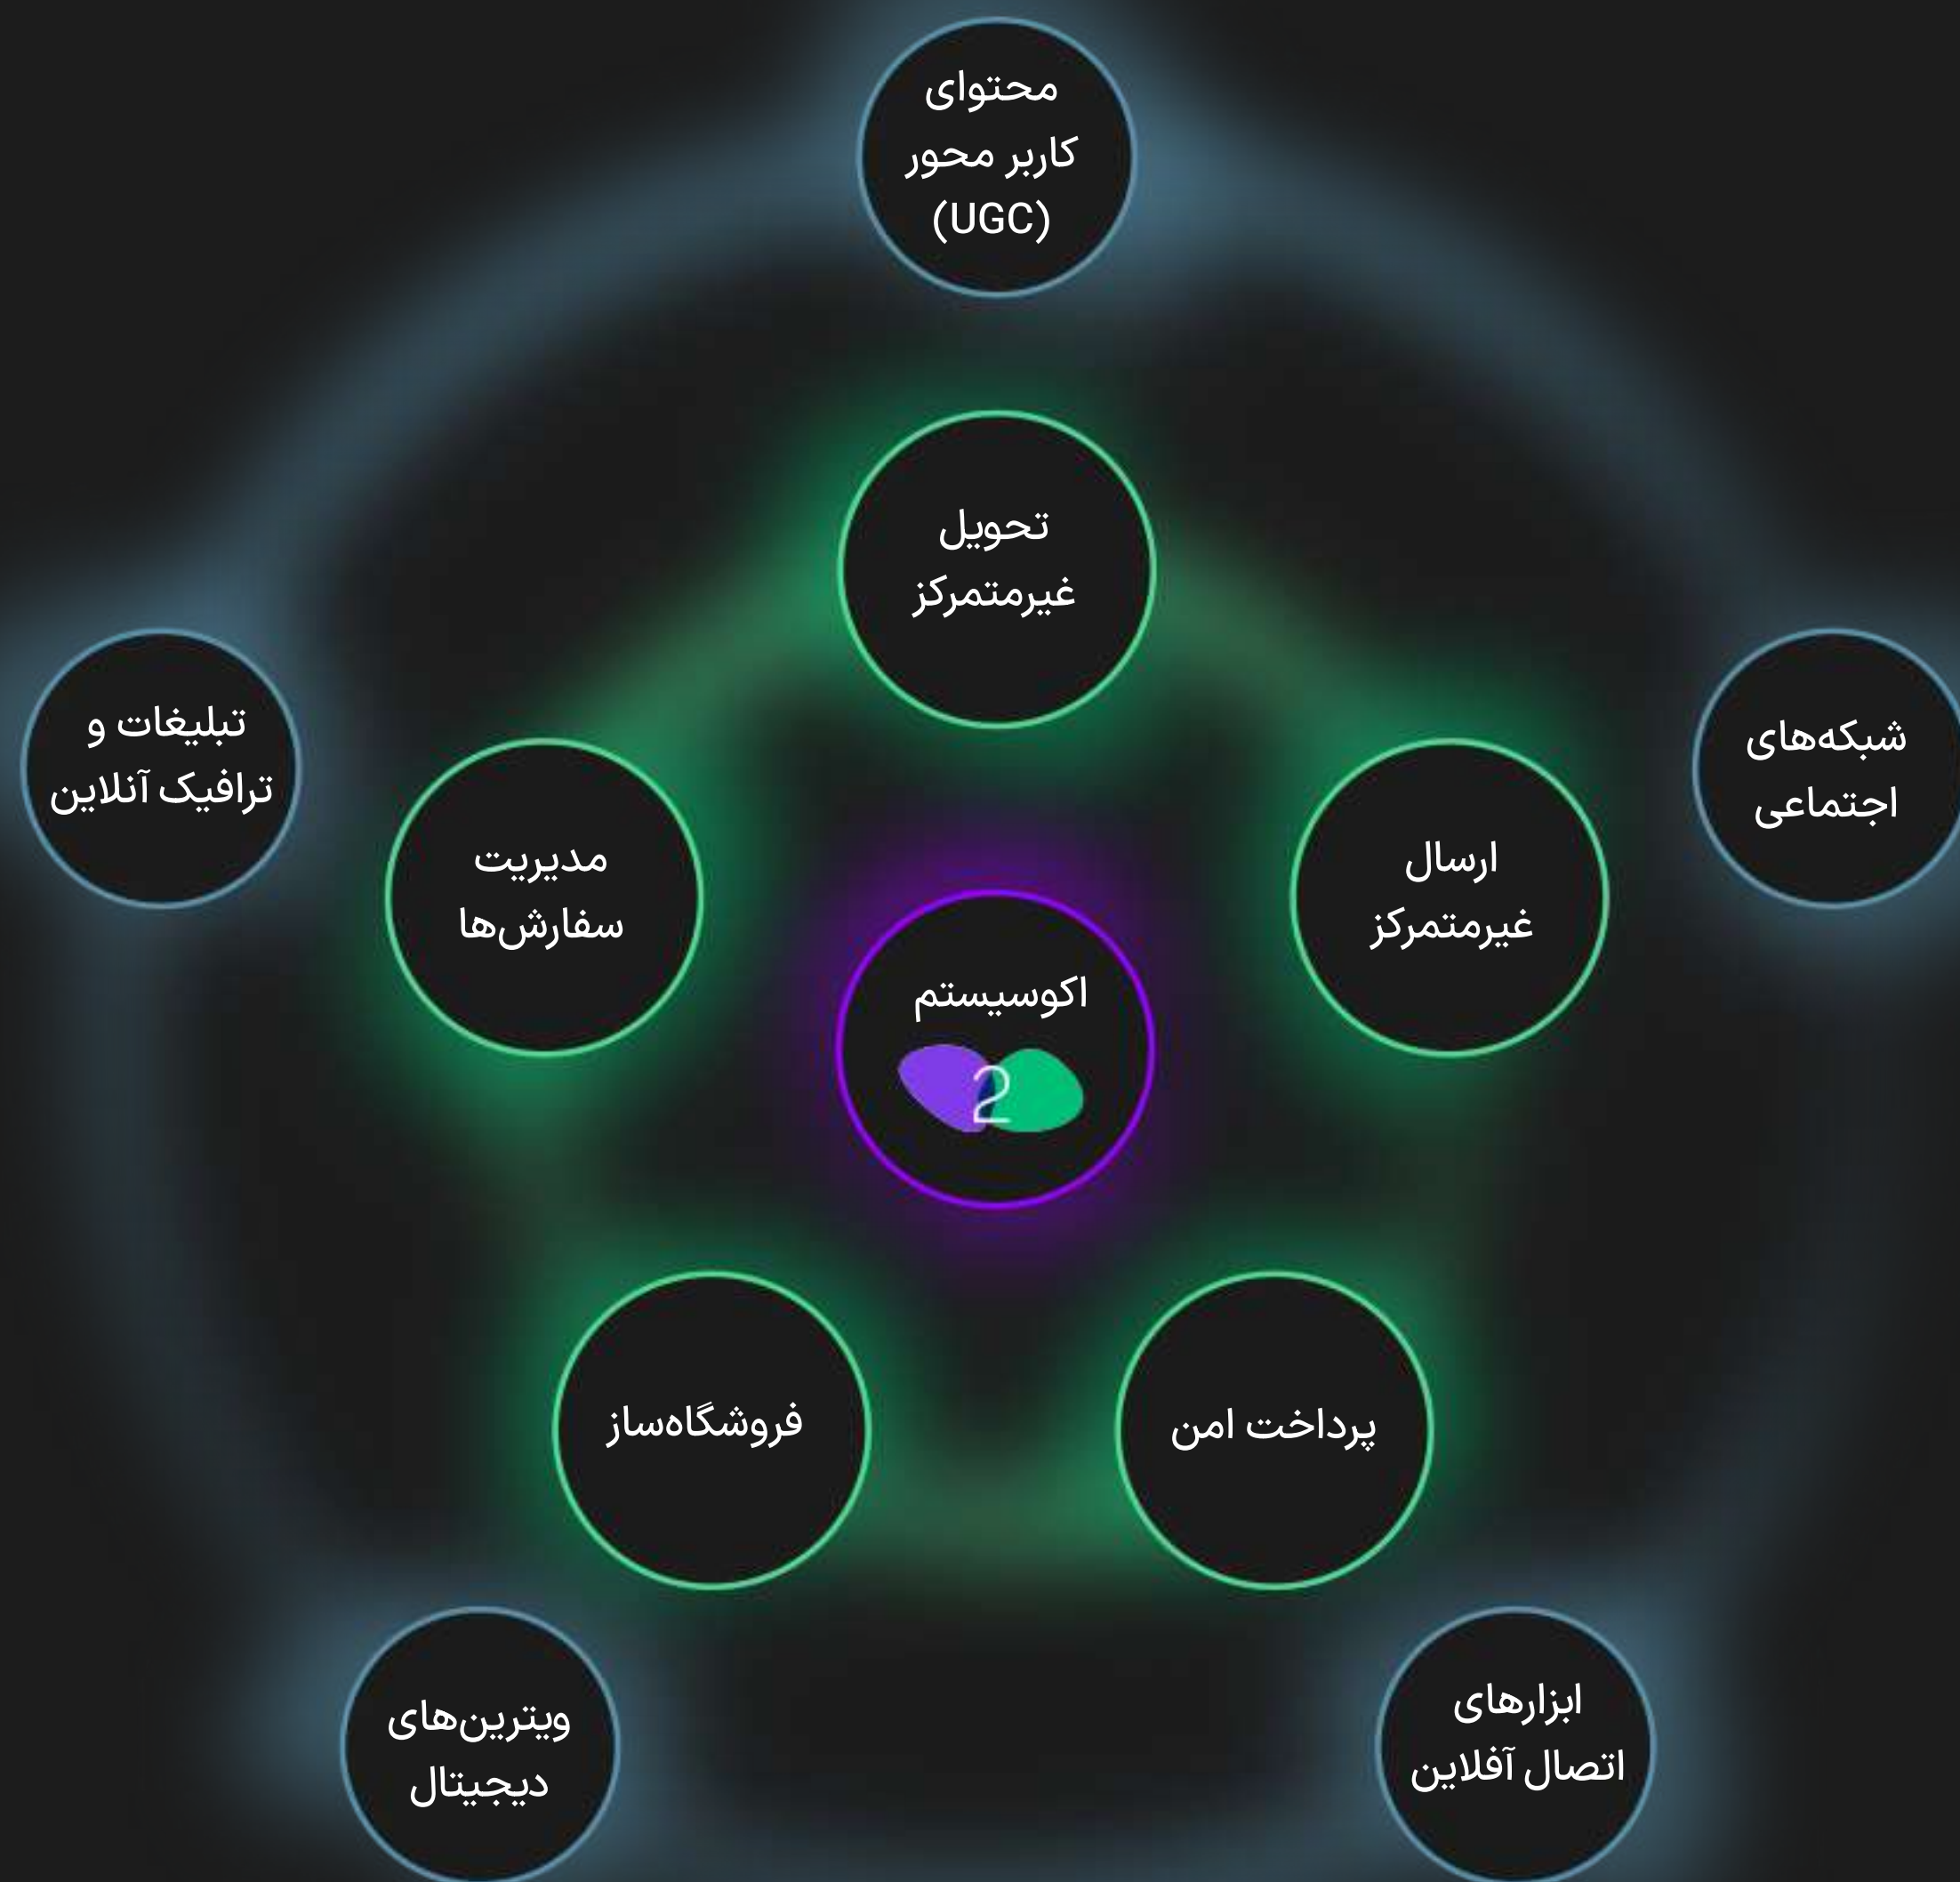 محتوای
کاربر محور
(UGC)
تحویل
غیرمتمرکز
تبلیغات و
ترافیک آنلاین
شبکه‌های
اجتماعی
مدیریت
سفارش‌ها
ارسال
غیرمتمرکز
اکوسیستم
2
فروشگاه‌ساز
پرداخت امن
ویترین‌های
دیجیتال
ابزارهای
اتصال آفلاین